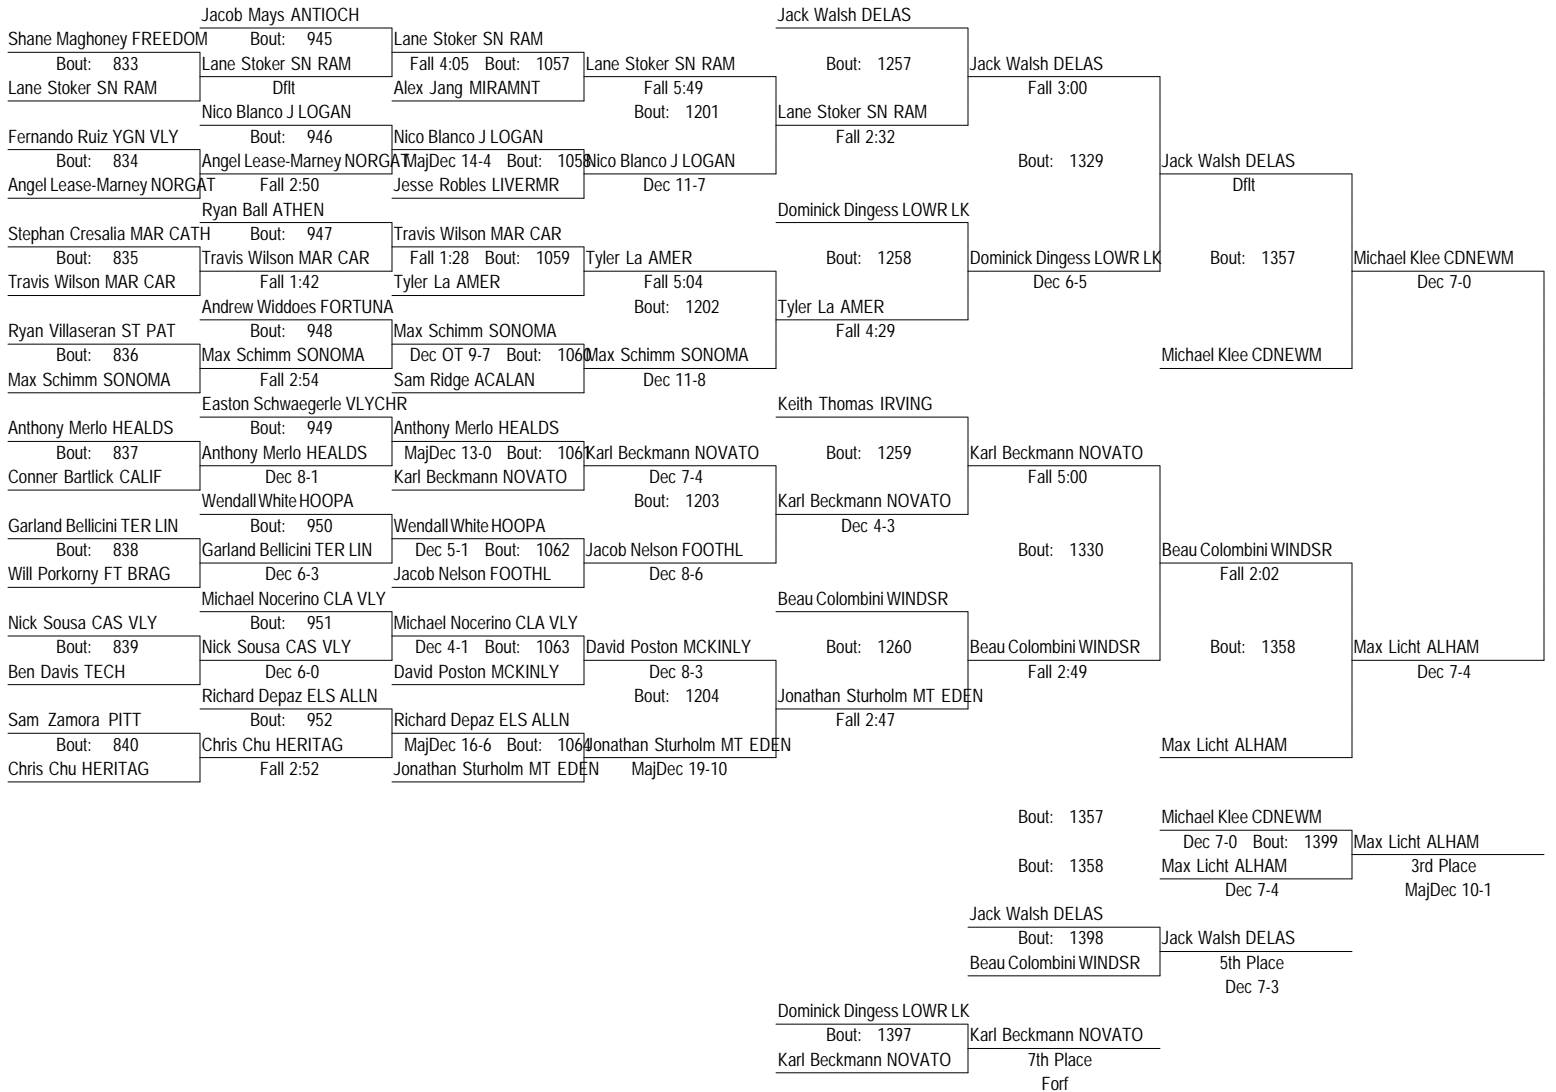 Jacob Mays ANTIOCH Jack Walsh DELAS
Shane Maghoney FREEDOM Bout: 945 Lane Stoker SN RAM
Bout: 833 Lane Stoker SN RAM Fall 4:05 Bout: 1057 Lane Stoker SN RAM Bout: 1257 Jack Walsh DELAS
Lane Stoker SN RAM Dflt Alex Jang MIRAMNT Fall 5:49 Fall 3:00
Nico Blanco J LOGAN Bout: 1201 Lane Stoker SN RAM
Fernando Ruiz YGN VLY Bout: 946 Nico Blanco J LOGAN Fall 2:32
Bout: 834 Angel Lease-Marney NORGAT MajDec 14-4 Bout: 1058 Nico Blanco J LOGAN Bout: 1329 Jack Walsh DELAS
Angel Lease-Marney NORGAT Fall 2:50 Jesse Robles LIVERMR Dec 11-7 Dflt
Ryan Ball ATHEN Dominick Dingess LOWR LK
Stephan Cresalia MAR CATH Bout: 947 Travis Wilson MAR CAR
Bout: 835 Travis Wilson MAR CAR Fall 1:28 Bout: 1059 Tyler La AMER Bout: 1258 Dominick Dingess LOWR LK Bout: 1357 Michael Klee CDNEWM
Travis Wilson MAR CAR Fall 1:42 Tyler La AMER Fall 5:04 Dec 6-5 Dec 7-0
Andrew Widdoes FORTUNA Bout: 1202 Tyler La AMER
Ryan Villaseran ST PAT Bout: 948 Max Schimm SONOMA Fall 4:29
Bout: 836 Max Schimm SONOMA Dec OT 9-7 Bout: 1060 Max Schimm SONOMA Michael Klee CDNEWM
Max Schimm SONOMA Fall 2:54 Sam Ridge ACALAN Dec 11-8
Easton Schwaegerle VLYCHR Keith Thomas IRVING
Anthony Merlo HEALDS Bout: 949 Anthony Merlo HEALDS
Bout: 837 Anthony Merlo HEALDS MajDec 13-0 Bout: 1061 Karl Beckmann NOVATO Bout: 1259 Karl Beckmann NOVATO
Conner Bartlick CALIF Dec 8-1 Karl Beckmann NOVATO Dec 7-4 Fall 5:00
Wendall White HOOPA Bout: 1203 Karl Beckmann NOVATO
Garland Bellicini TER LIN Bout: 950 Wendall White HOOPA Dec 4-3
Bout: 838 Garland Bellicini TER LIN Dec 5-1 Bout: 1062 Jacob Nelson FOOTHL Bout: 1330 Beau Colombini WINDSR
Will Porkorny FT BRAG Dec 6-3 Jacob Nelson FOOTHL Dec 8-6 Fall 2:02
Michael Nocerino CLA VLY Beau Colombini WINDSR
Nick Sousa CAS VLY Bout: 951 Michael Nocerino CLA VLY
Bout: 839 Nick Sousa CAS VLY Dec 4-1 Bout: 1063 David Poston MCKINLY Bout: 1260 Beau Colombini WINDSR Bout: 1358 Max Licht ALHAM
Ben Davis TECH Dec 6-0 David Poston MCKINLY Dec 8-3 Fall 2:49 Dec 7-4
Richard Depaz ELS ALLN Bout: 1204 Jonathan Sturholm MT EDEN
Sam Zamora PITT Bout: 952 Richard Depaz ELS ALLN Fall 2:47
Bout: 840 Chris Chu HERITAG MajDec 16-6 Bout: 1064 Jonathan Sturholm MT EDEN Max Licht ALHAM
Chris Chu HERITAG Fall 2:52 Jonathan Sturholm MT EDEN MajDec 19-10
Bout: 1357 Michael Klee CDNEWM
Dec 7-0 Bout: 1399 Max Licht ALHAM
Bout: 1358 Max Licht ALHAM 3rd Place
Dec 7-4 MajDec 10-1
Jack Walsh DELAS
Bout: 1398 Jack Walsh DELAS
Beau Colombini WINDSR 5th Place
Dec 7-3
Dominick Dingess LOWR LK
Bout: 1397 Karl Beckmann NOVATO
Karl Beckmann NOVATO 7th Place
Forf